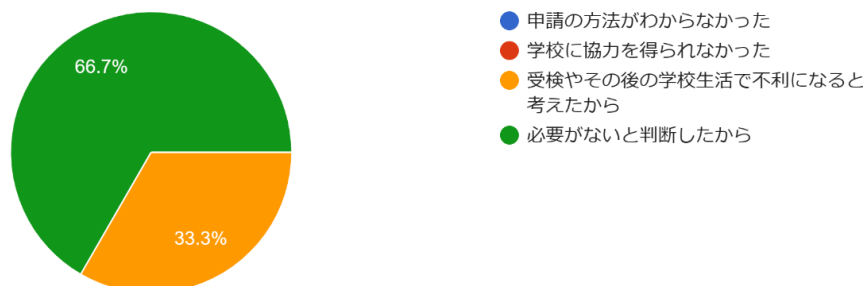 66.7%
33.3%
申請の方法がわからなかった
学校に協力を得られなかった
受検やその後の学校生活で不利になると
考えたから
必要がないと判断したから